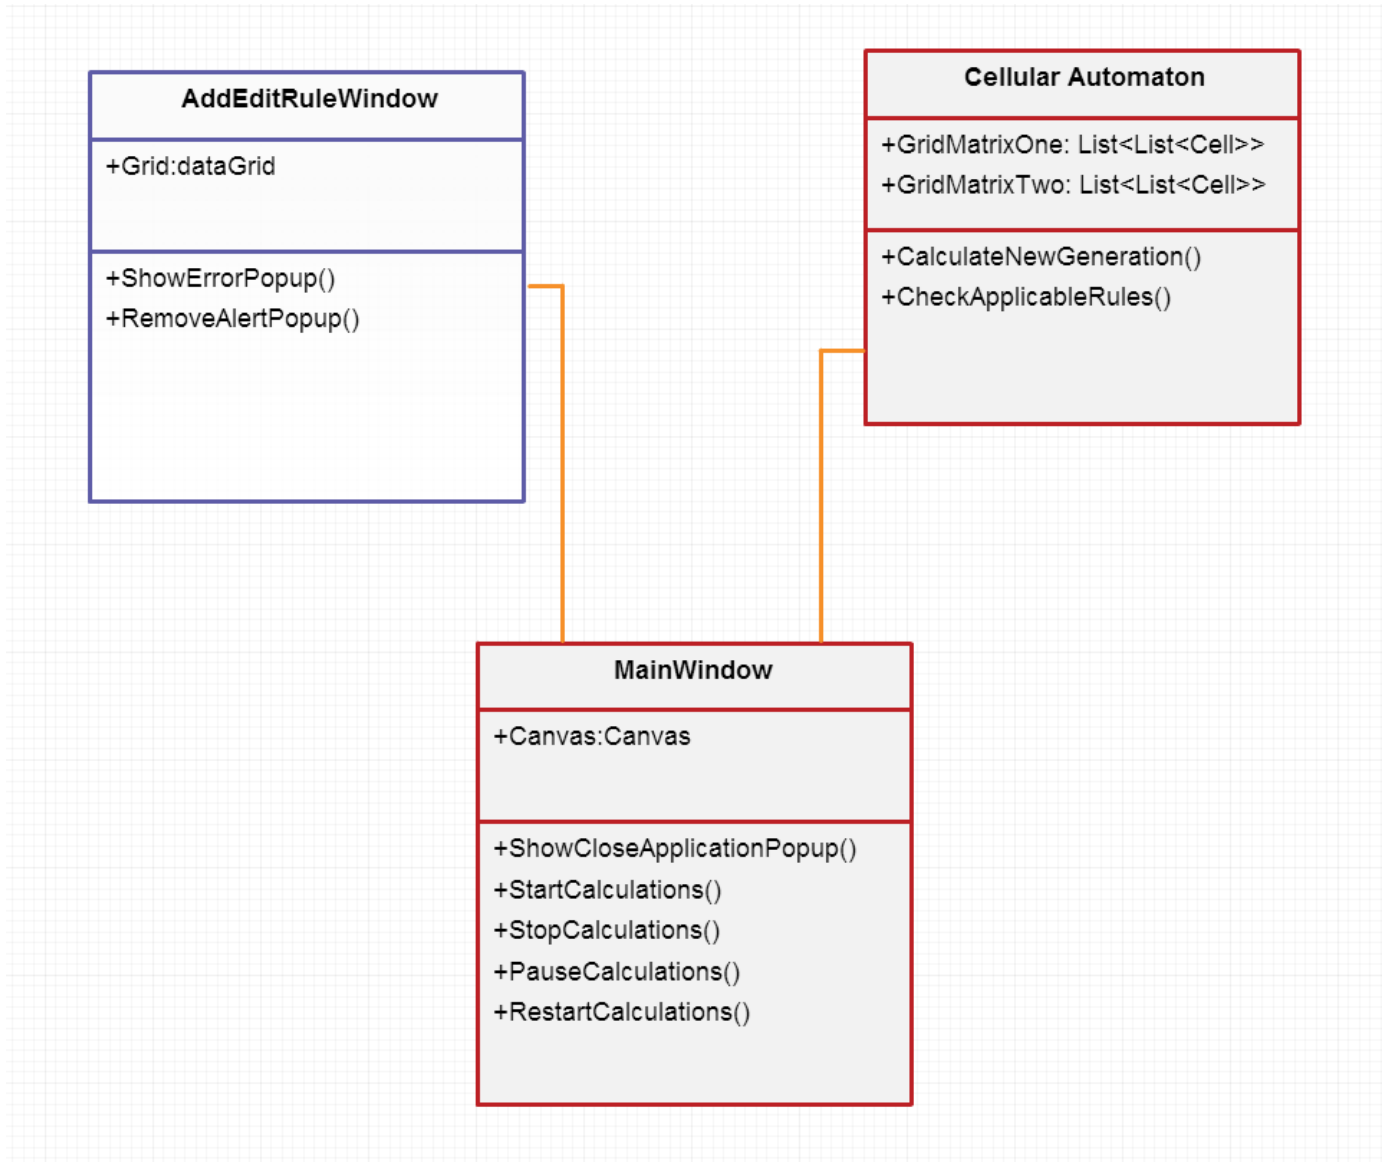 AddEditRuleWindow
+Grid:dataGrid
+ShowErrorPopup()
+RemoveAlertPopup()
Cellular Automaton
+GridMatrixOne: List<List<Cell>>
+GridMatrixTwo: List<List<Cell>>
+CalculateNewGeneration()
+CheckApplicableRules()
MainWindow
+Canvas:Canvas
+ShowCloseApplicationPopup()
+StartCalculations()
+StopCalculations()
+PauseCalculations()
+RestartCalculations()